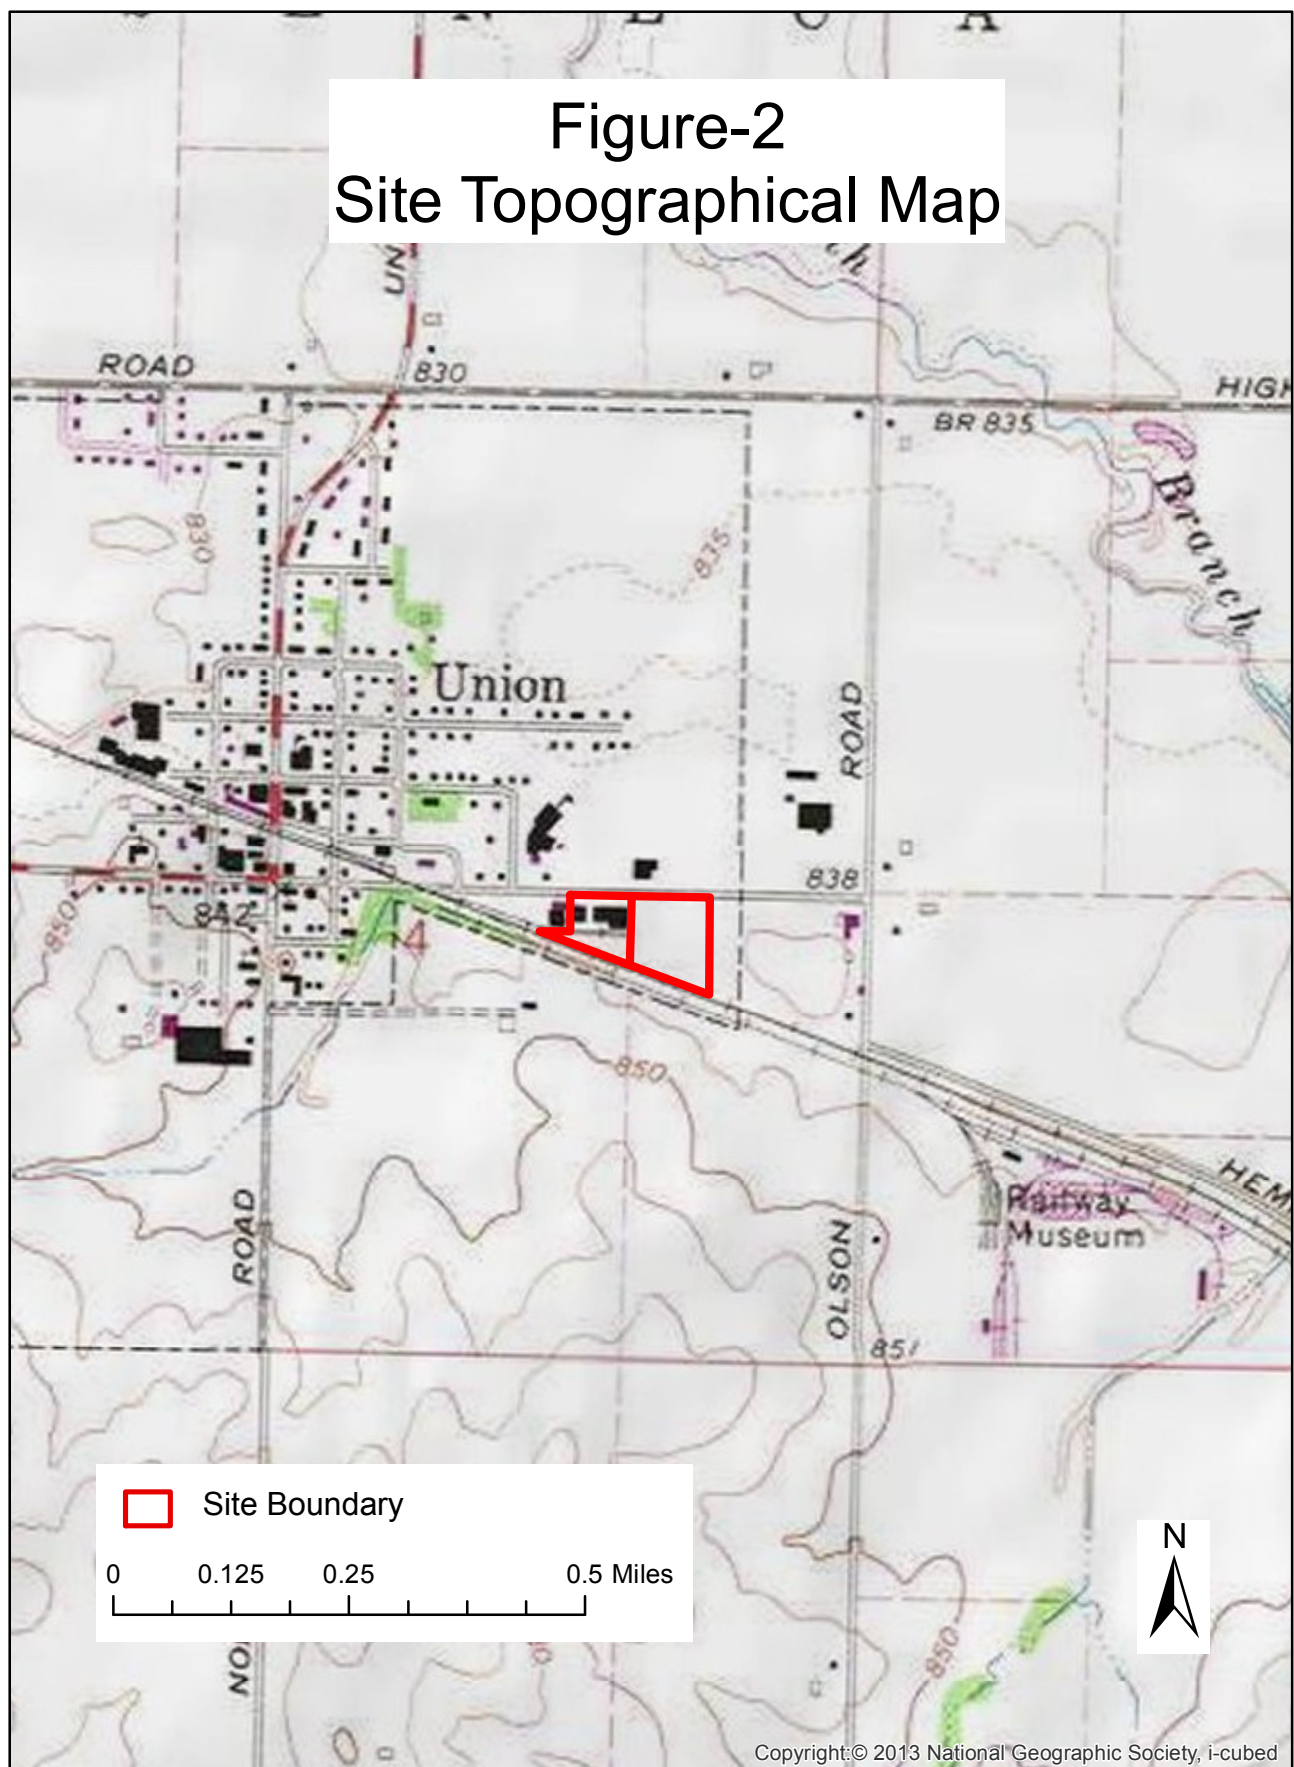 Figure-2
Site Topographical Map
UN
ROAD
830
HIGH
BR 835
Branch
830
835
Union
ROAD
838
850
842
4
850
ROAD
Railway
Museum
HEM
OLSON
851
Site Boundary
0 0.125 0.25 0.5 Miles
N
850
NO
Copyright:© 2013 National Geographic Society, i-cubed